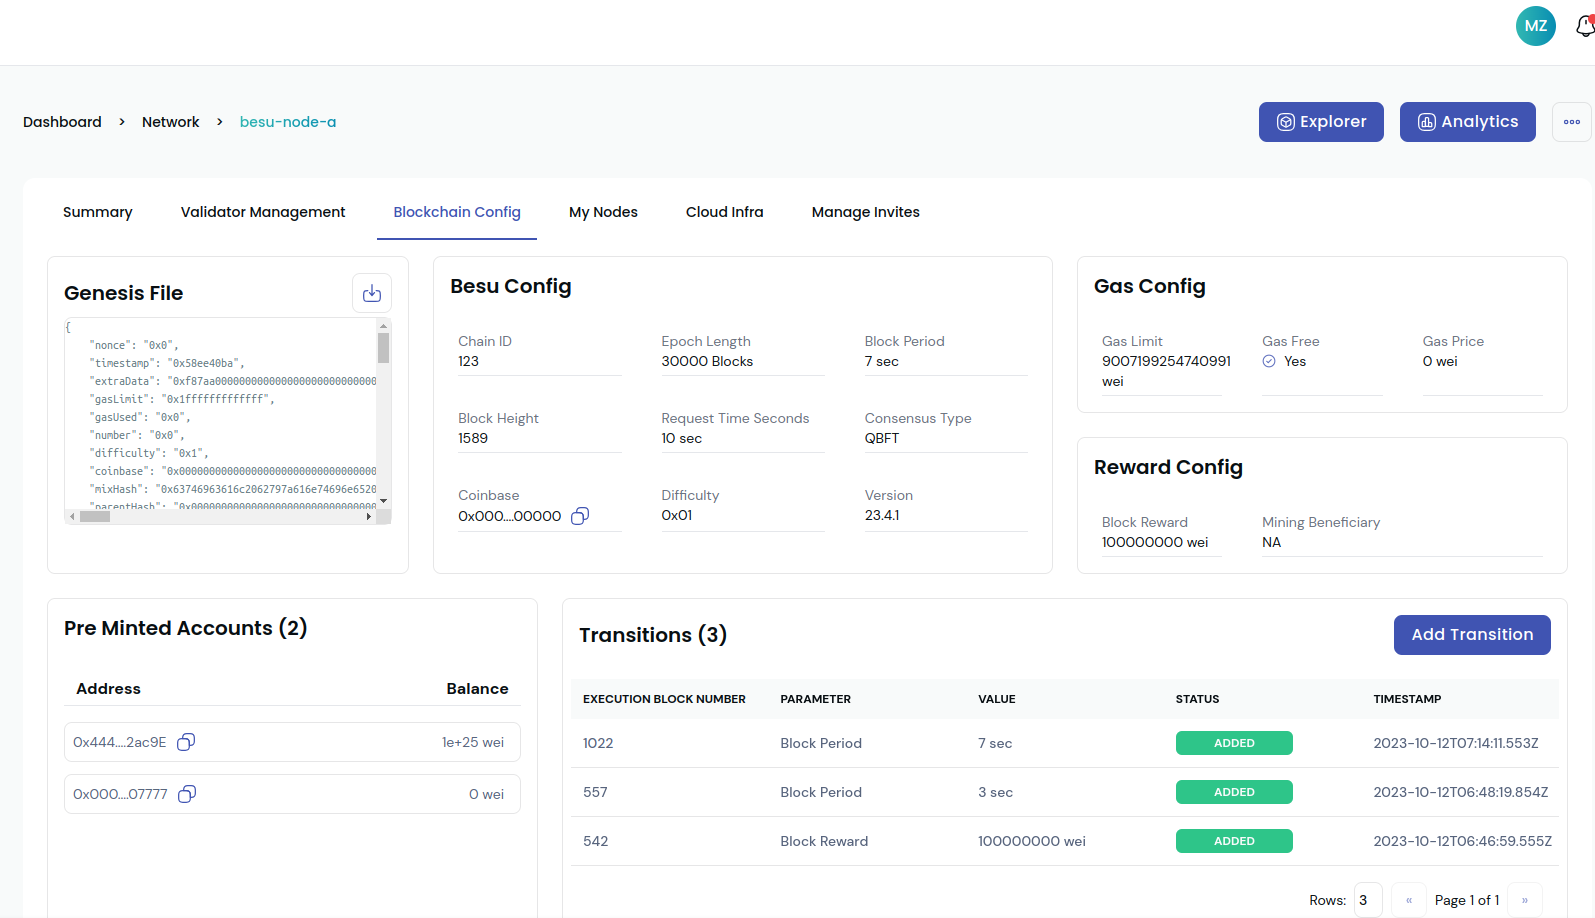 MZ
Dashboard > Network > besu-node-a
Explorer
Analytics
Summary Validator Management Blockchain Config My Nodes Cloud Infra Manage Invites
Genesis File
{
"nonce": "0x0",
"timestamp": "0x58ee40ba",
"gasLimit": "0x1fffffffffffff",
"gasUsed": "0x0",
"number": "0x0",
"difficulty": "0x1",
"mixHash": "0x63746963616c2062797a616e74696e6520
Besu Config
Chain ID Epoch Length Block Period
123 30000 Blocks 7 sec
Block Height Request Time Seconds Consensus Type
1589 10 sec QBFT
Coinbase Difficulty Version
0x000....00000 0x01 23.4.1
Gas Config
Gas Limit Gas Free Gas Price
9007199254740991 Yes 0 wei
wei
Reward Config
Block Reward Mining Beneficiary
100000000 wei NA
Pre Minted Accounts (2)
Address Balance
0x444....2ac9E 1e+25 wei
0x000....07777 0 wei
Transitions (3)
Add Transition
EXECUTION BLOCK NUMBER PARAMETER VALUE STATUS TIMESTAMP
1022 Block Period 7 sec ADDED 2023-10-12T07:14:11.553Z
557 Block Period 3 sec ADDED 2023-10-12T06:48:19.854Z
542 Block Reward 100000000 wei ADDED 2023-10-12T06:46:59.555Z
Rows: 3 « Page 1 of 1 »